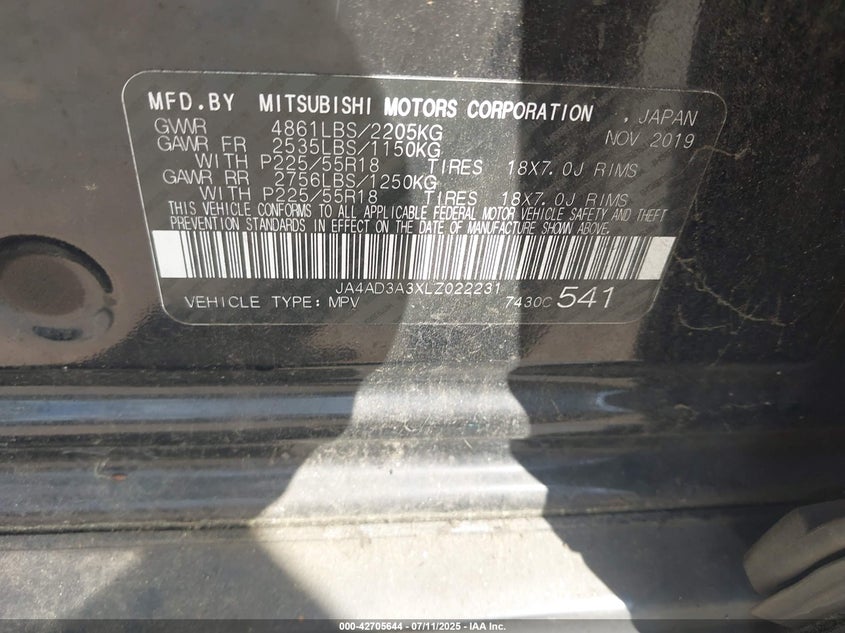 MFD.BY MITSUBISHI MOTORS CORPORATION , JAPAN
GVWR 4861LBS/2205KG NOV 2019
GAWR FR 2535LBS/1150KG
WITH P225/55R18 TIRES 18X7.0J RIMS
GAWR RR 2756LBS/1250KG
WITH P225/55R18 TIRES 18X7.0J RIMS
THIS VEHICLE CONFORMS TO ALL APPLICABLE FEDERAL MOTOR VEHICLE SAFETY AND THEFT
PREVENTION STANDARDS IN EFFECT ON THE DATE OF MANUFACTURE SHOWN ABOVE.
JA4AD3A3XLZ022231
VEHICLE TYPE: MPV 7430C 541
000-42705644 - 07/11/2025 - IAA Inc.